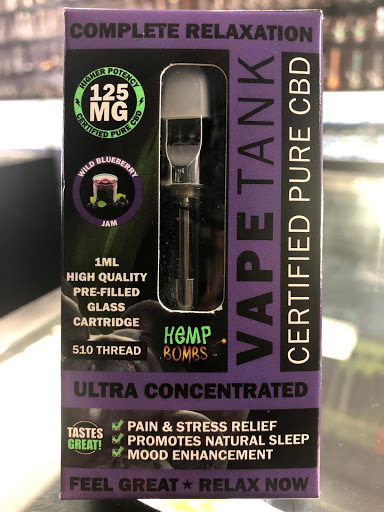 COMPLETE RELAXATION
HIGHER POTENCY
125
MG
CERTIFIED PURE CBD
WILD BLUEBERRY
JAM
1ML
HIGH QUALITY
PRE-FILLED
GLASS
CARTRIDGE
510 THREAD
HEMP
BOMBS
VAPE TANK
CERTIFIED PURE CBD
ULTRA CONCENTRATED
TASTES
GREAT!
PAIN & STRESS RELIEF
PROMOTES NATURAL SLEEP
MOOD ENHANCEMENT
FEEL GREAT ★ RELAX NOW